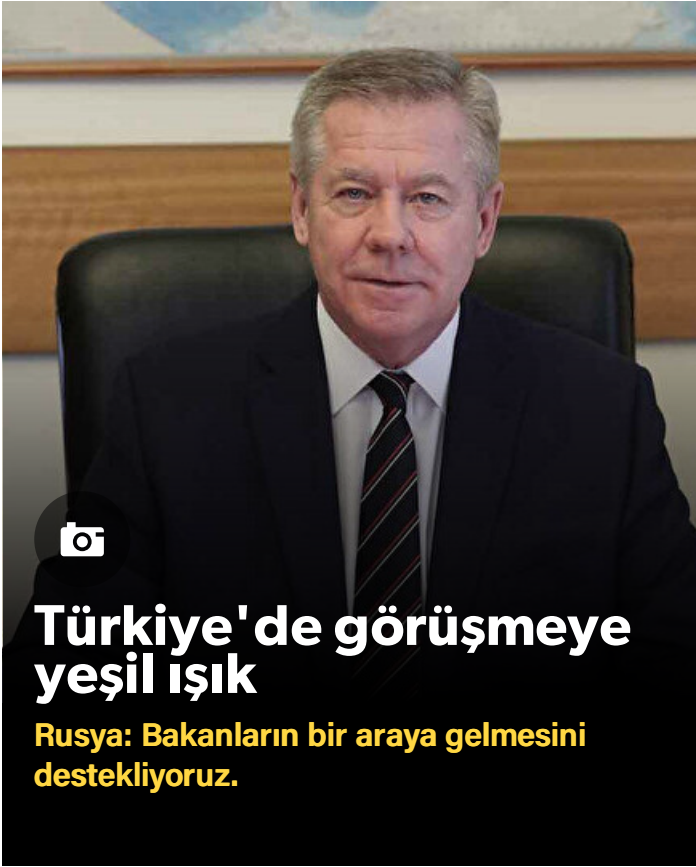 Türkiye'de görüşmeye
yeşil ışık
Rusya: Bakanların bir araya gelmesini
destekliyoruz.